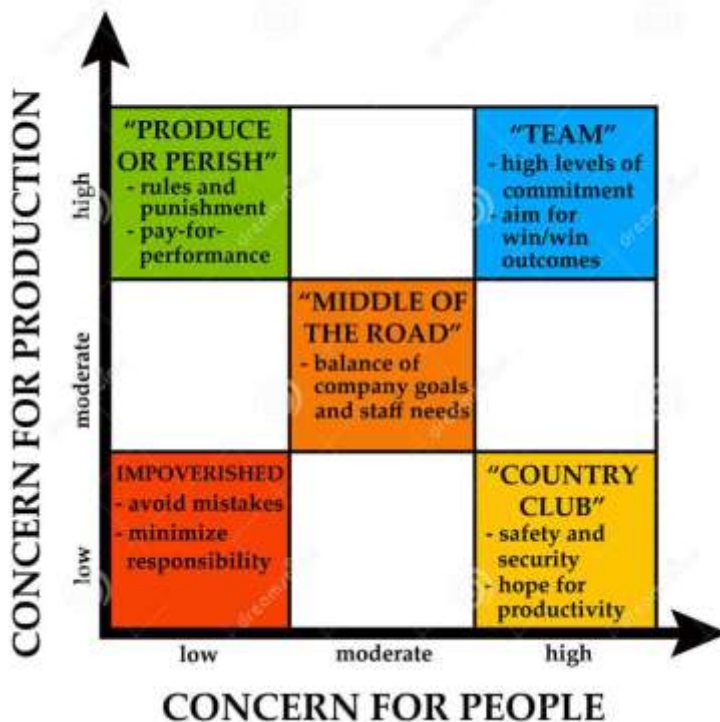 CONCERN FOR PRODUCTION
high
moderate
low
"PRODUCE
OR PERISH"
- rules and
punishment
- pay-for-
performance
"TEAM"
- high levels of
commitment
- aim for
win/win
outcomes
"MIDDLE OF
THE ROAD"
- balance of
company goals
and staff needs
IMPOVERISHED
- avoid mistakes
- minimize
responsibility
"COUNTRY
CLUB"
- safety and
security
- hope for
productivity
low
moderate
high
CONCERN FOR PEOPLE